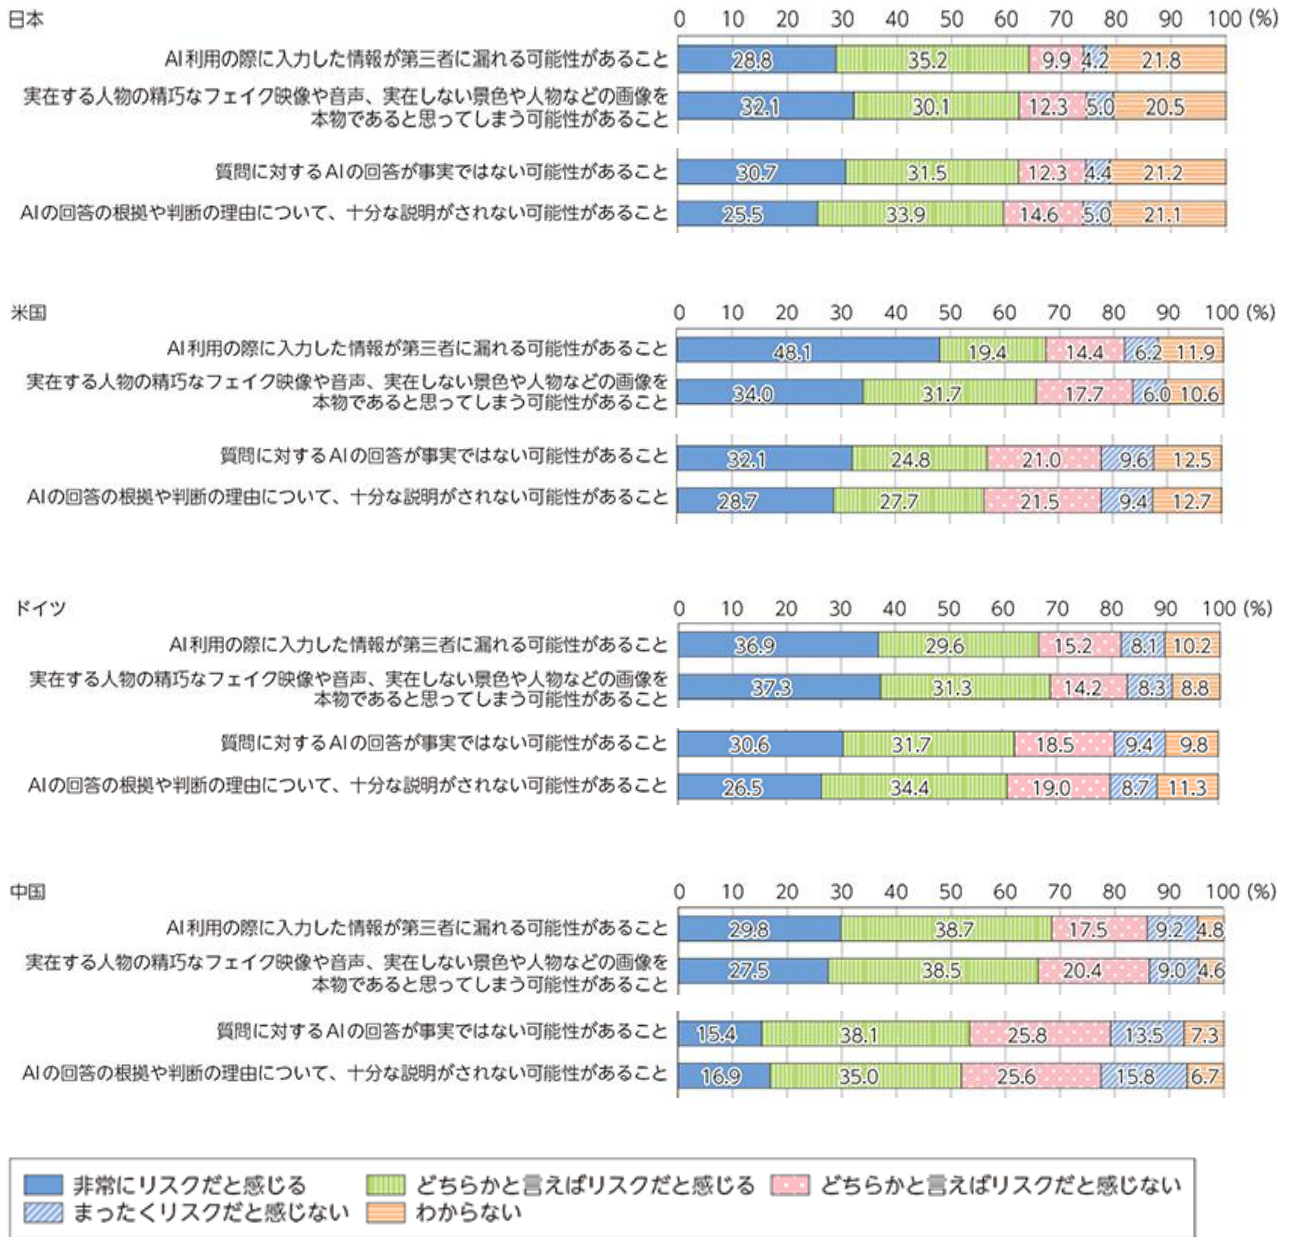 日本
0 10 20 30 40 50 60 70 80 90 100 (%)
AI利用の際に入力した情報が第三者に漏れる可能性があること 28.8 35.2 9.9 4.2 21.8
実在する人物の精巧なフェイク映像や音声、実在しない景色や人物などの画像を
本物であると思ってしまう可能性があること 32.1 30.1 12.3 5.0 20.5
質問に対するAIの回答が事実ではない可能性があること 30.7 31.5 12.3 4.4 21.2
AIの回答の根拠や判断の理由について、十分な説明がされない可能性があること 25.5 33.9 14.6 5.0 21.1
米国
0 10 20 30 40 50 60 70 80 90 100 (%)
AI利用の際に入力した情報が第三者に漏れる可能性があること 48.1 19.4 14.4 6.2 11.9
実在する人物の精巧なフェイク映像や音声、実在しない景色や人物などの画像を
本物であると思ってしまう可能性があること 34.0 31.7 17.7 6.0 10.6
質問に対するAIの回答が事実ではない可能性があること 32.1 24.8 21.0 9.6 12.5
AIの回答の根拠や判断の理由について、十分な説明がされない可能性があること 28.7 27.7 21.5 9.4 12.7
ドイツ
0 10 20 30 40 50 60 70 80 90 100 (%)
AI利用の際に入力した情報が第三者に漏れる可能性があること 36.9 29.6 15.2 8.1 10.2
実在する人物の精巧なフェイク映像や音声、実在しない景色や人物などの画像を
本物であると思ってしまう可能性があること 37.3 31.3 14.2 8.3 8.8
質問に対するAIの回答が事実ではない可能性があること 30.6 31.7 18.5 9.4 9.8
AIの回答の根拠や判断の理由について、十分な説明がされない可能性があること 26.5 34.4 19.0 8.7 11.3
中国
0 10 20 30 40 50 60 70 80 90 100 (%)
AI利用の際に入力した情報が第三者に漏れる可能性があること 29.8 38.7 17.5 9.2 4.8
実在する人物の精巧なフェイク映像や音声、実在しない景色や人物などの画像を
本物であると思ってしまう可能性があること 27.5 38.5 20.4 9.0 4.6
質問に対するAIの回答が事実ではない可能性があること 15.4 38.1 25.8 13.5 7.3
AIの回答の根拠や判断の理由について、十分な説明がされない可能性があること 16.9 35.0 25.6 15.8 6.7
非常にリスクだと感じる どちらかと言えばリスクだと感じる どちらかと言えばリスクだと感じない
まったくリスクだと感じない わからない